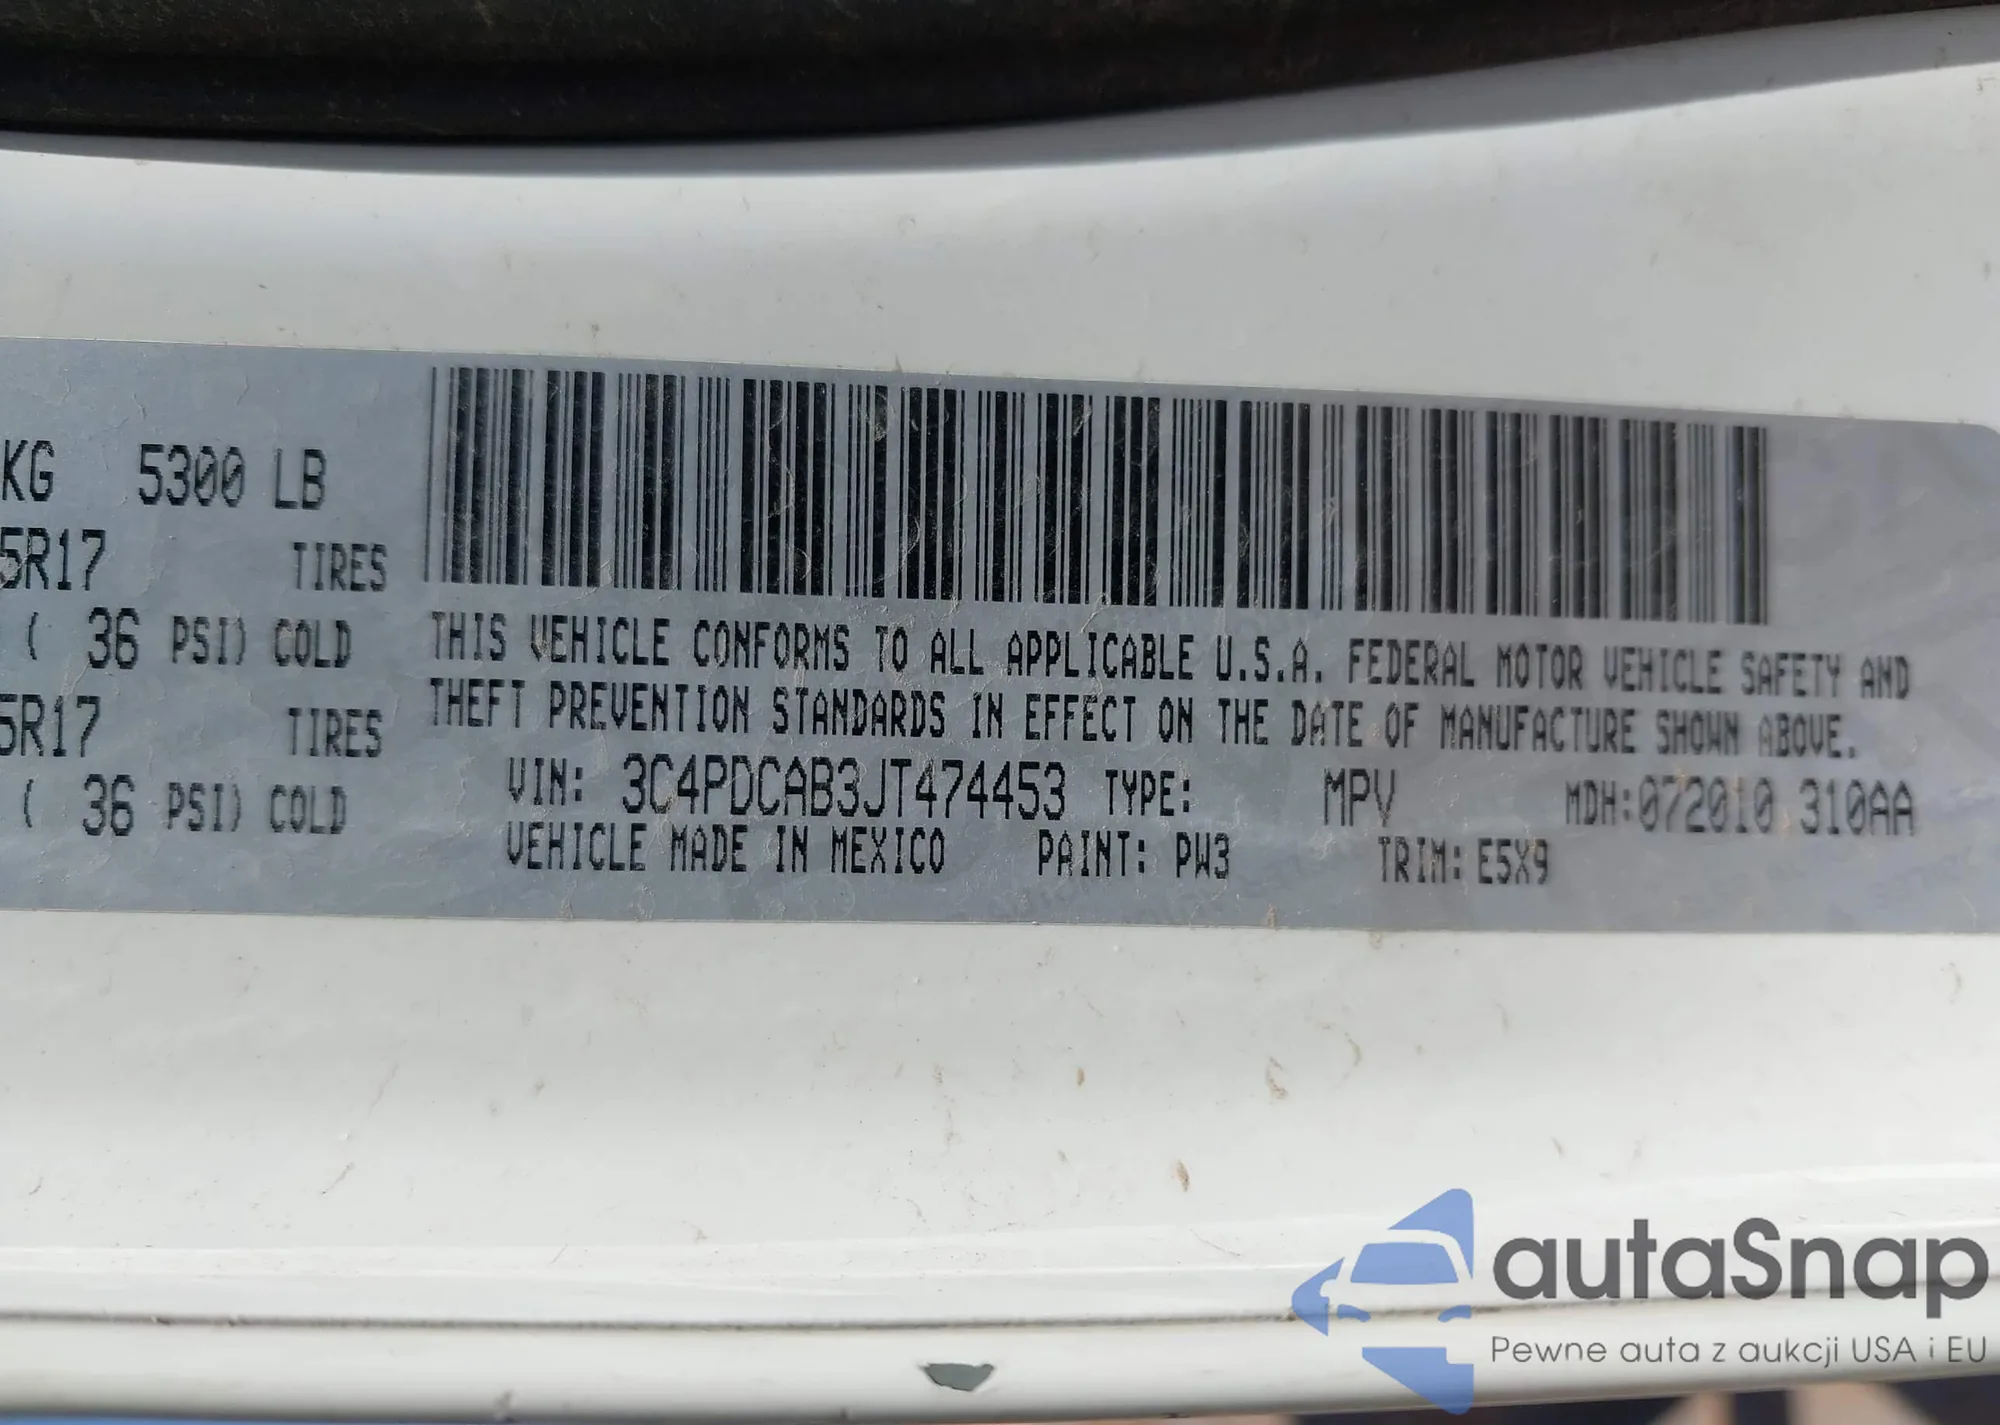 KG 5300 LB
5R17 TIRES
( 36 PSI) COLD
5R17 TIRES
( 36 PSI) COLD
THIS VEHICLE CONFORMS TO ALL APPLICABLE U.S.A. FEDERAL MOTOR VEHICLE SAFETY AND
THEFT PREVENTION STANDARDS IN EFFECT ON THE DATE OF MANUFACTURE SHOWN ABOVE.
VIN: 3C4PDCAB3JT474453 TYPE: MPV MDH:072010 310AA
VEHICLE MADE IN MEXICO PAINT: PW3 TRIM: E5X9
autaSnap
Pewne auta z aukcji USA i EU